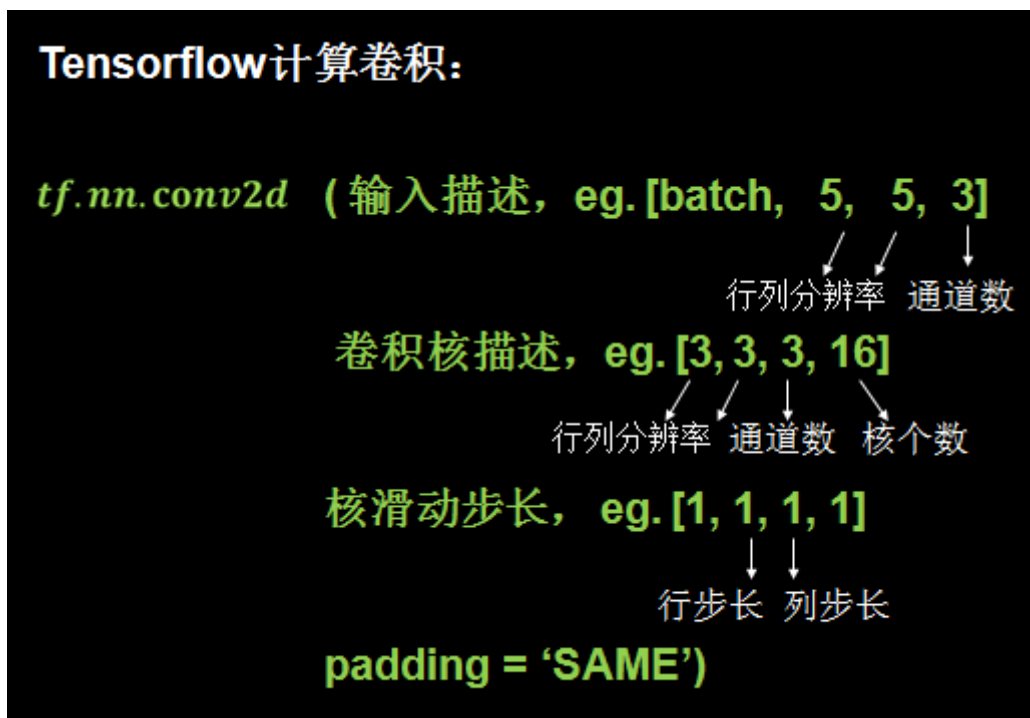 Tensorflow计算卷积：
tf.nn.conv2d (输入描述，eg. [batch, 5, 5, 3]
行列分辨率 通道数
卷积核描述，eg. [3, 3, 3, 16]
行列分辨率 通道数 核个数
核滑动步长， eg. [1, 1, 1, 1]
行步长 列步长
padding = ‘SAME’)